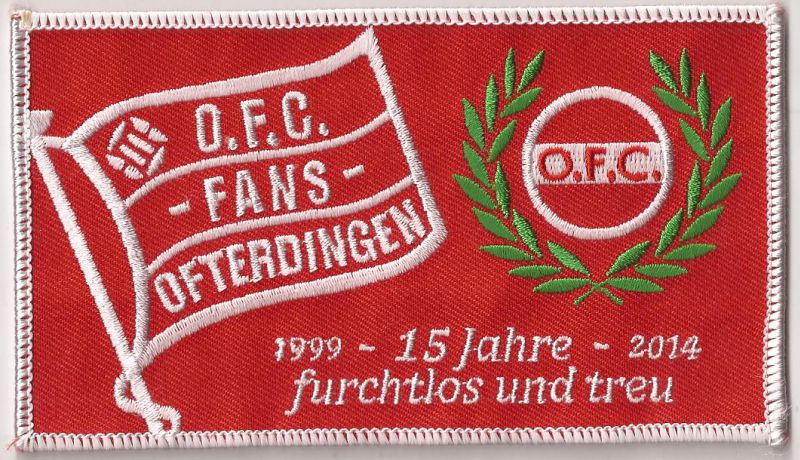 O.F.C.
- FANS -
OFTERDINGEN
O.F.C.
1999 - 15 Jahre - 2014
furchtlos und treu